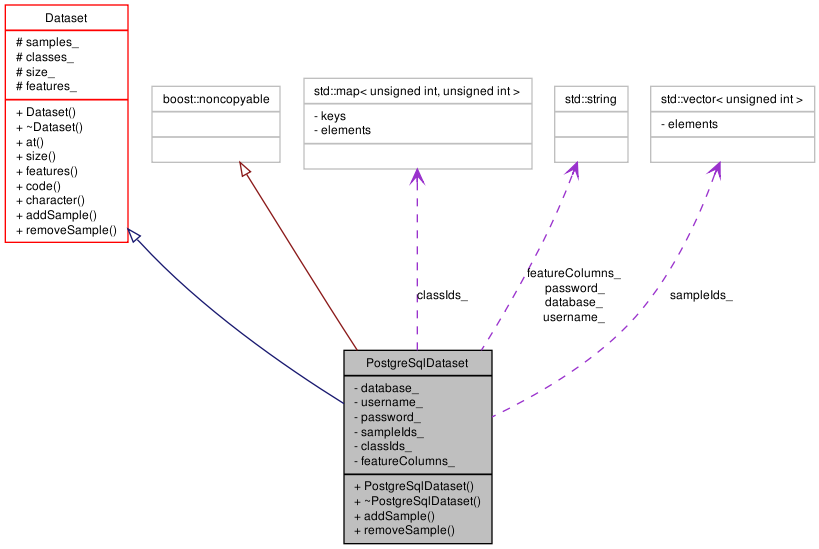 Dataset
# samples_
# classes_
# size_
# features_
+ Dataset()
+ ~Dataset()
+ at()
+ size()
+ features()
+ code()
+ character()
+ addSample()
+ removeSample()
boost::noncopyable
std::map< unsigned int, unsigned int >
- keys
- elements
std::string
std::vector< unsigned int >
- elements
classIds_
featureColumns_
password_
database_
username_
sampleIds_
PostgreSqlDataset
- database_
- username_
- password_
- sampleIds_
- classIds_
- featureColumns_
+ PostgreSqlDataset()
+ ~PostgreSqlDataset()
+ addSample()
+ removeSample()